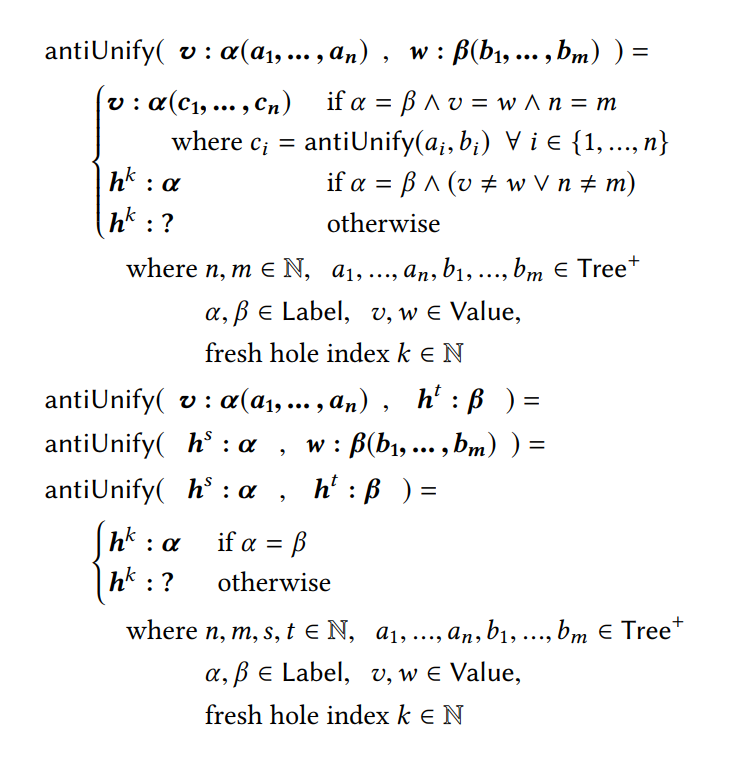 antiUnify( v : α(a₁, ... , aₙ) , w : β(b₁, ... , bₘ) ) =
v : α(c₁, ... , cₙ) if α = β ∧ v = w ∧ n = m
where cᵢ = antiUnify(aᵢ, bᵢ) ∀ i ∈ {1, ..., n}
hᵏ : α if α = β ∧ (v ≠ w ∨ n ≠ m)
hᵏ : ? otherwise
where n, m ∈ ℕ, a₁, ..., aₙ, b₁, ..., bₘ ∈ Tree⁺
α, β ∈ Label, v, w ∈ Value,
fresh hole index k ∈ ℕ
antiUnify( v : α(a₁, ... , aₙ) , hᵗ : β ) =
antiUnify( hˢ : α , w : β(b₁, ... , bₘ) ) =
antiUnify( hˢ : α , hᵗ : β ) =
hᵏ : α if α = β
hᵏ : ? otherwise
where n, m, s, t ∈ ℕ, a₁, ..., aₙ, b₁, ..., bₘ ∈ Tree⁺
α, β ∈ Label, v, w ∈ Value,
fresh hole index k ∈ ℕ